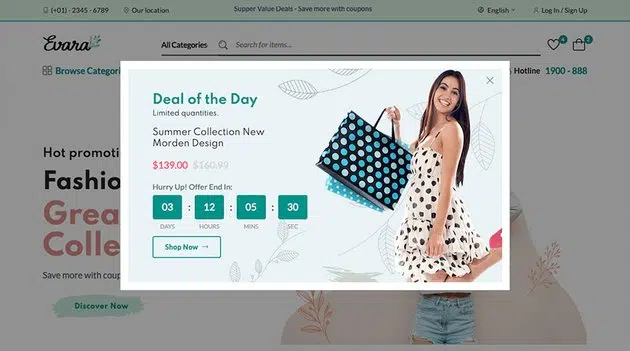 (+01) - 2345 - 6789
Our location
Supper Value Deals - Save more with coupons
English
Log In / Sign Up
Evara
All Categories
Search for items...
4
2
Browse Categori
Hotline 1900 - 888
Deal of the Day
Limited quantities.
Summer Collection New
Morden Design
$139.00 $160.99
Hurry Up! Offer End In:
03 : 12 : 05 : 30
DAYS HOURS MINS SEC
Shop Now →
Hot promoti
Fashio
Grea
Colle
Save more with coup
Discover Now